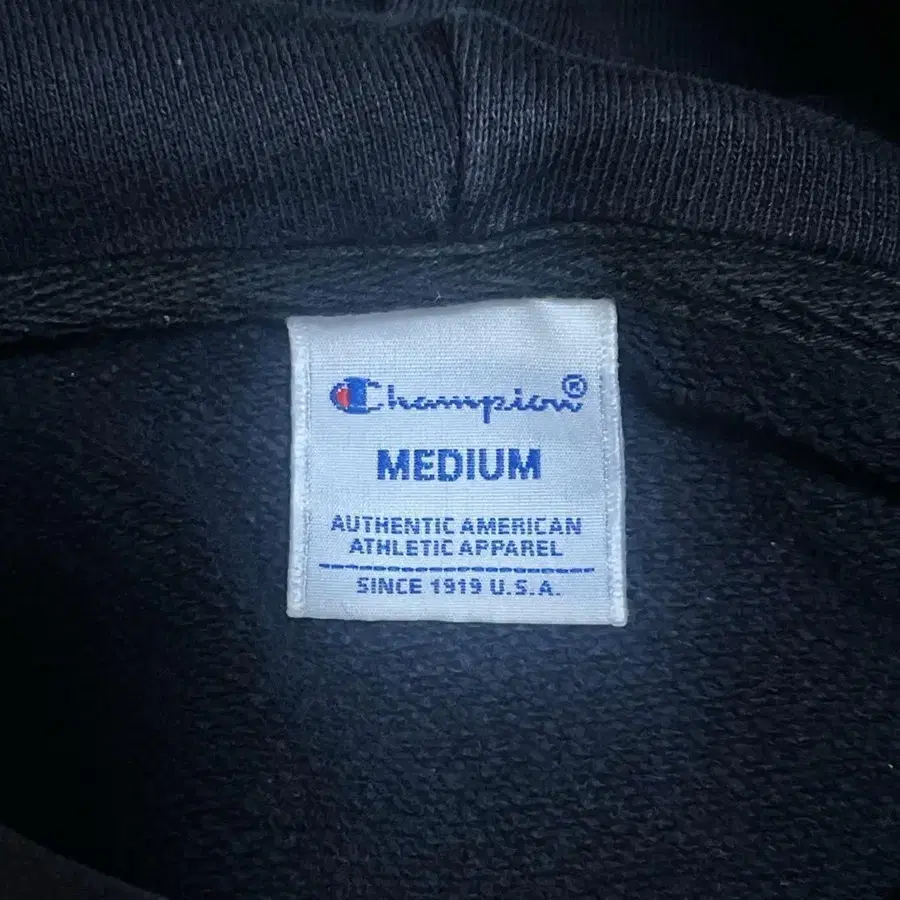 Champion®
MEDIUM
AUTHENTIC AMERICAN
ATHLETIC APPAREL
SINCE 1919 U.S.A.